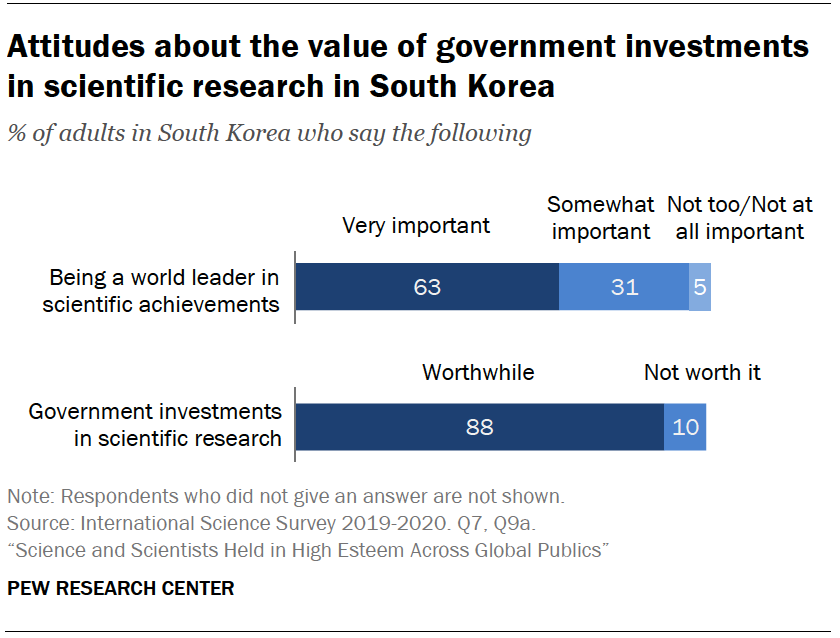 Attitudes about the value of government investments
in scientific research in South Korea
% of adults in South Korea who say the following
Very important
Somewhat
important
Not too/Not at
all important
Being a world leader in
scientific achievements
63
31
5
Worthwhile
Not worth it
Government investments
in scientific research
88
10
Note: Respondents who did not give an answer are not shown.
Source: International Science Survey 2019-2020. Q7, Q9a.
“Science and Scientists Held in High Esteem Across Global Publics”
PEW RESEARCH CENTER